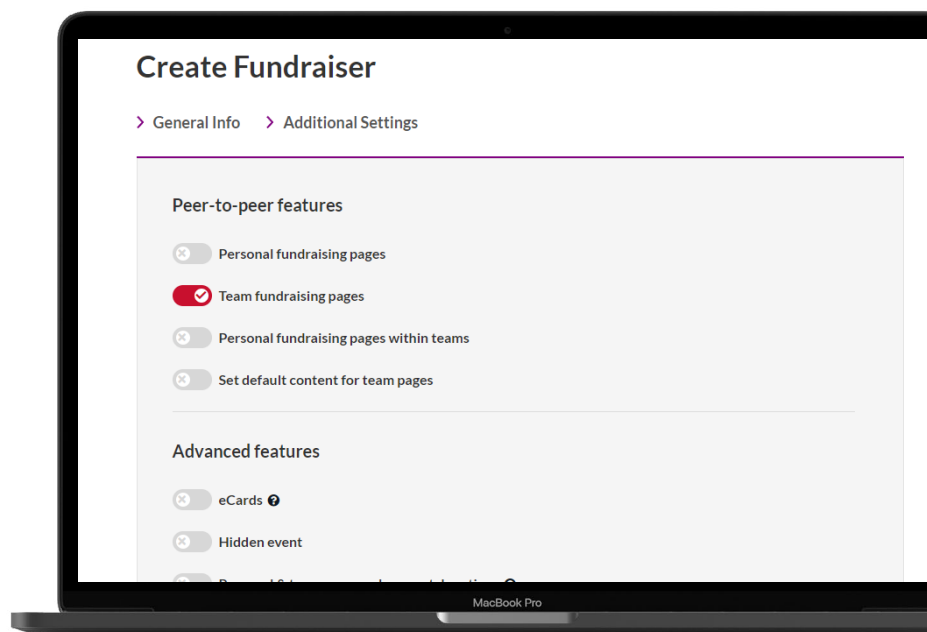 Create Fundraiser
General Info Additional Settings
Peer-to-peer features
Personal fundraising pages
Team fundraising pages
Personal fundraising pages within teams
Set default content for team pages
Advanced features
eCards
Hidden event
MacBook Pro